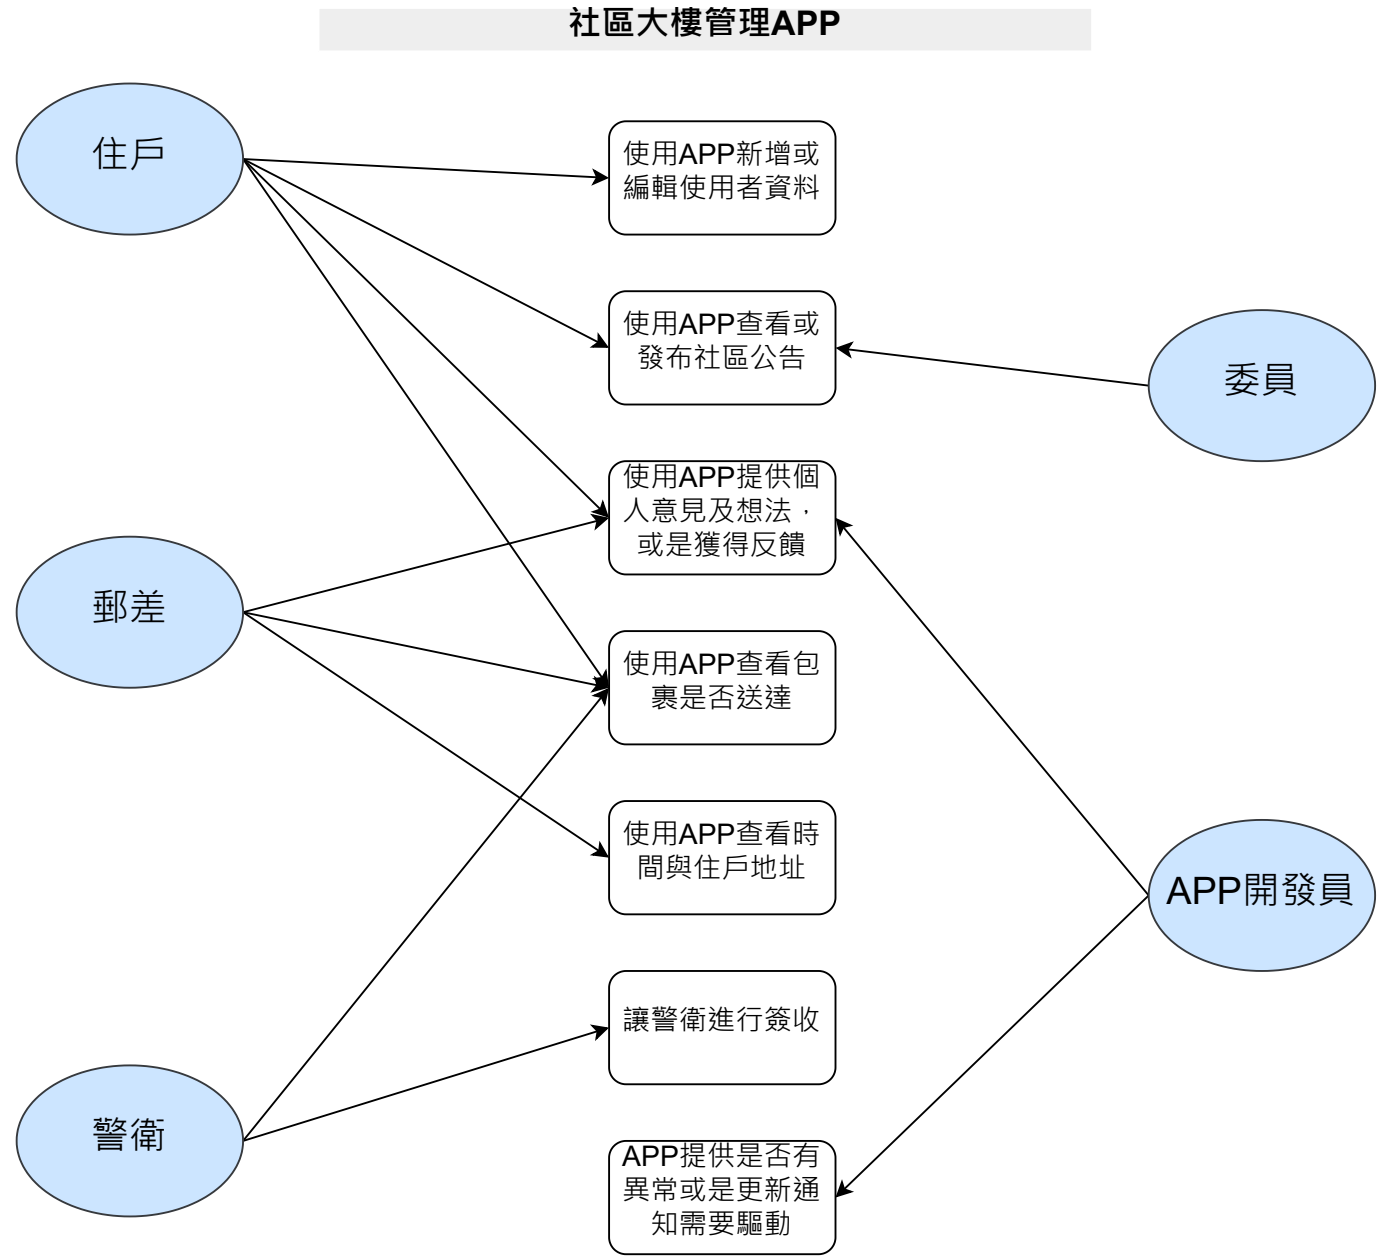 社區大樓管理APP
住戶
使用APP新增或
編輯使用者資料
使用APP查看或
發布社區公告
委員
使用APP提供個
人意見及想法，
或是獲得反饋
郵差
使用APP查看包
裹是否送達
使用APP查看時
間與住戶地址
APP開發員
讓警衛進行簽收
警衛
APP提供是否有
異常或是更新通
知需要驅動